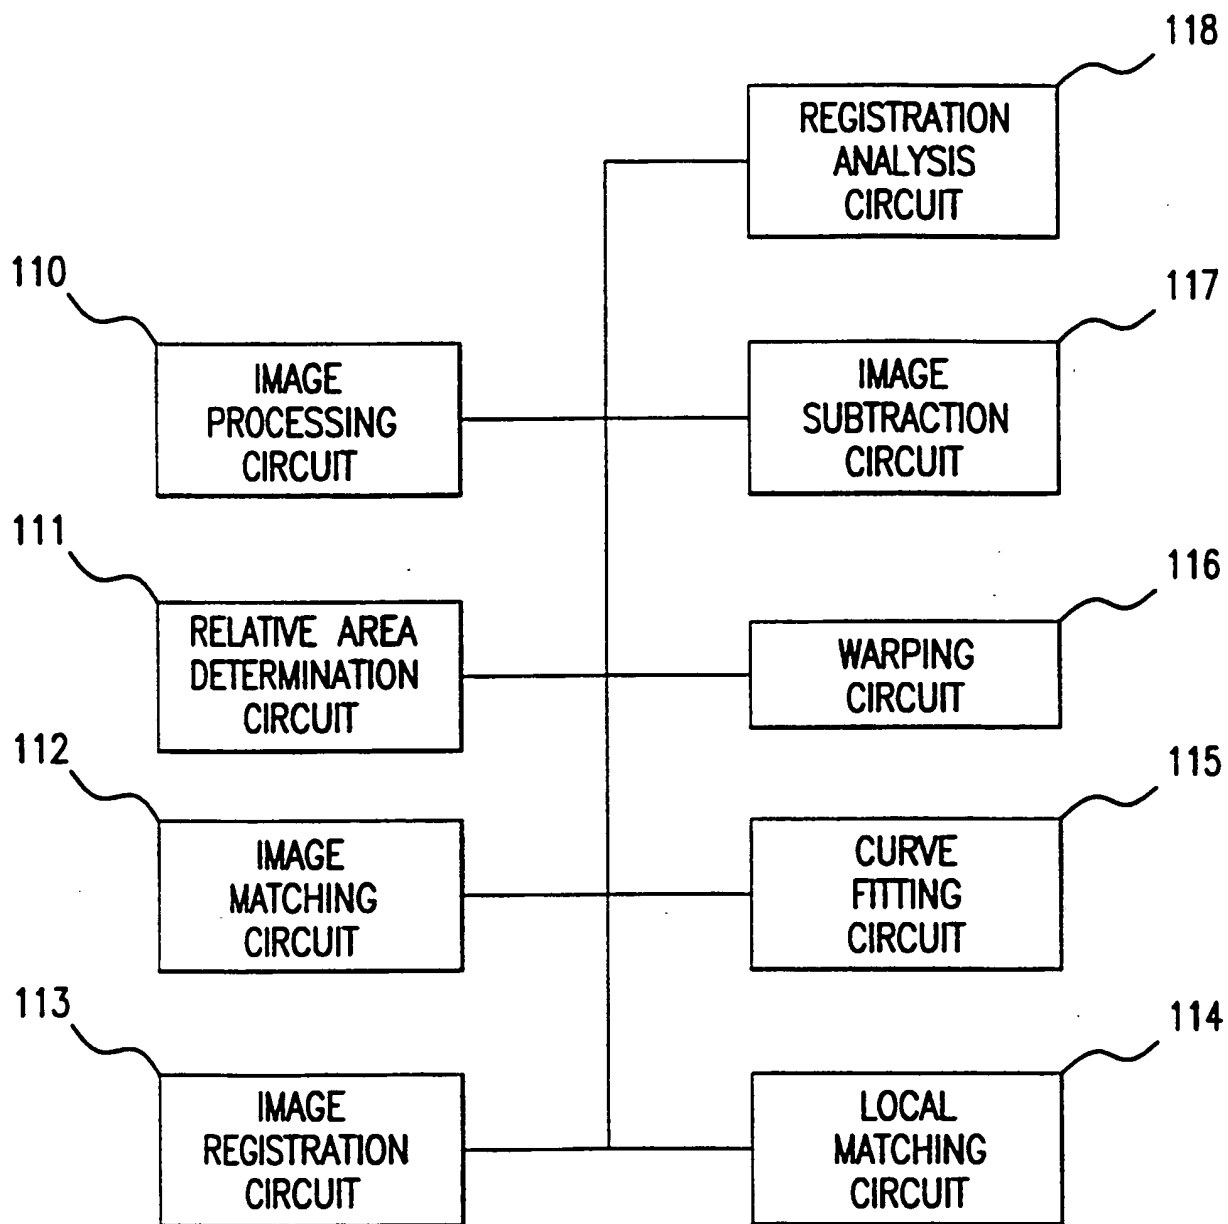 118
REGISTRATION
ANALYSIS
CIRCUIT
110
IMAGE
PROCESSING
CIRCUIT
117
IMAGE
SUBTRACTION
CIRCUIT
111
RELATIVE AREA
DETERMINATION
CIRCUIT
116
WARPING
CIRCUIT
112
IMAGE
MATCHING
CIRCUIT
115
CURVE
FITTING
CIRCUIT
113
IMAGE
REGISTRATION
CIRCUIT
114
LOCAL
MATCHING
CIRCUIT